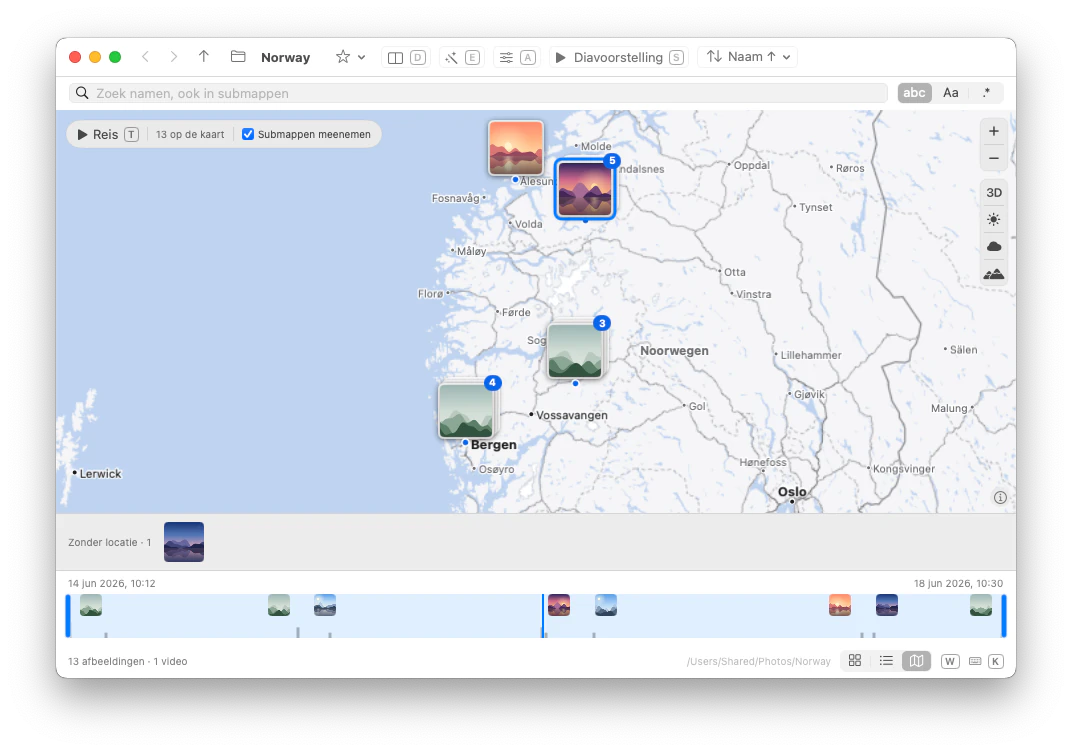 Norway
D
E
A
Diavoorstelling S
Naam ↑
Zoek namen, ook in submappen
abc
Aa
.*
Reis T
13 op de kaart
Submappen meenemen
+
−
3D
Molde
5
ndalsnes
Ålesun
Oppdal
Røros
Fosnavåg
Volda
Tynset
Måløy
Otta
Florø
Vinstra
Førde
3
Sog
Noorwegen
Lillehammer
Sälen
4
Gjøvik
Gol
Malung
Vossavangen
Bergen
Osøyro
Hønefoss
Kongsvinger
Lerwick
Oslo
Zonder locatie · 1
14 jun 2026, 10:12
18 jun 2026, 10:30
13 afbeeldingen · 1 video
/Users/Shared/Photos/Norway
W
K